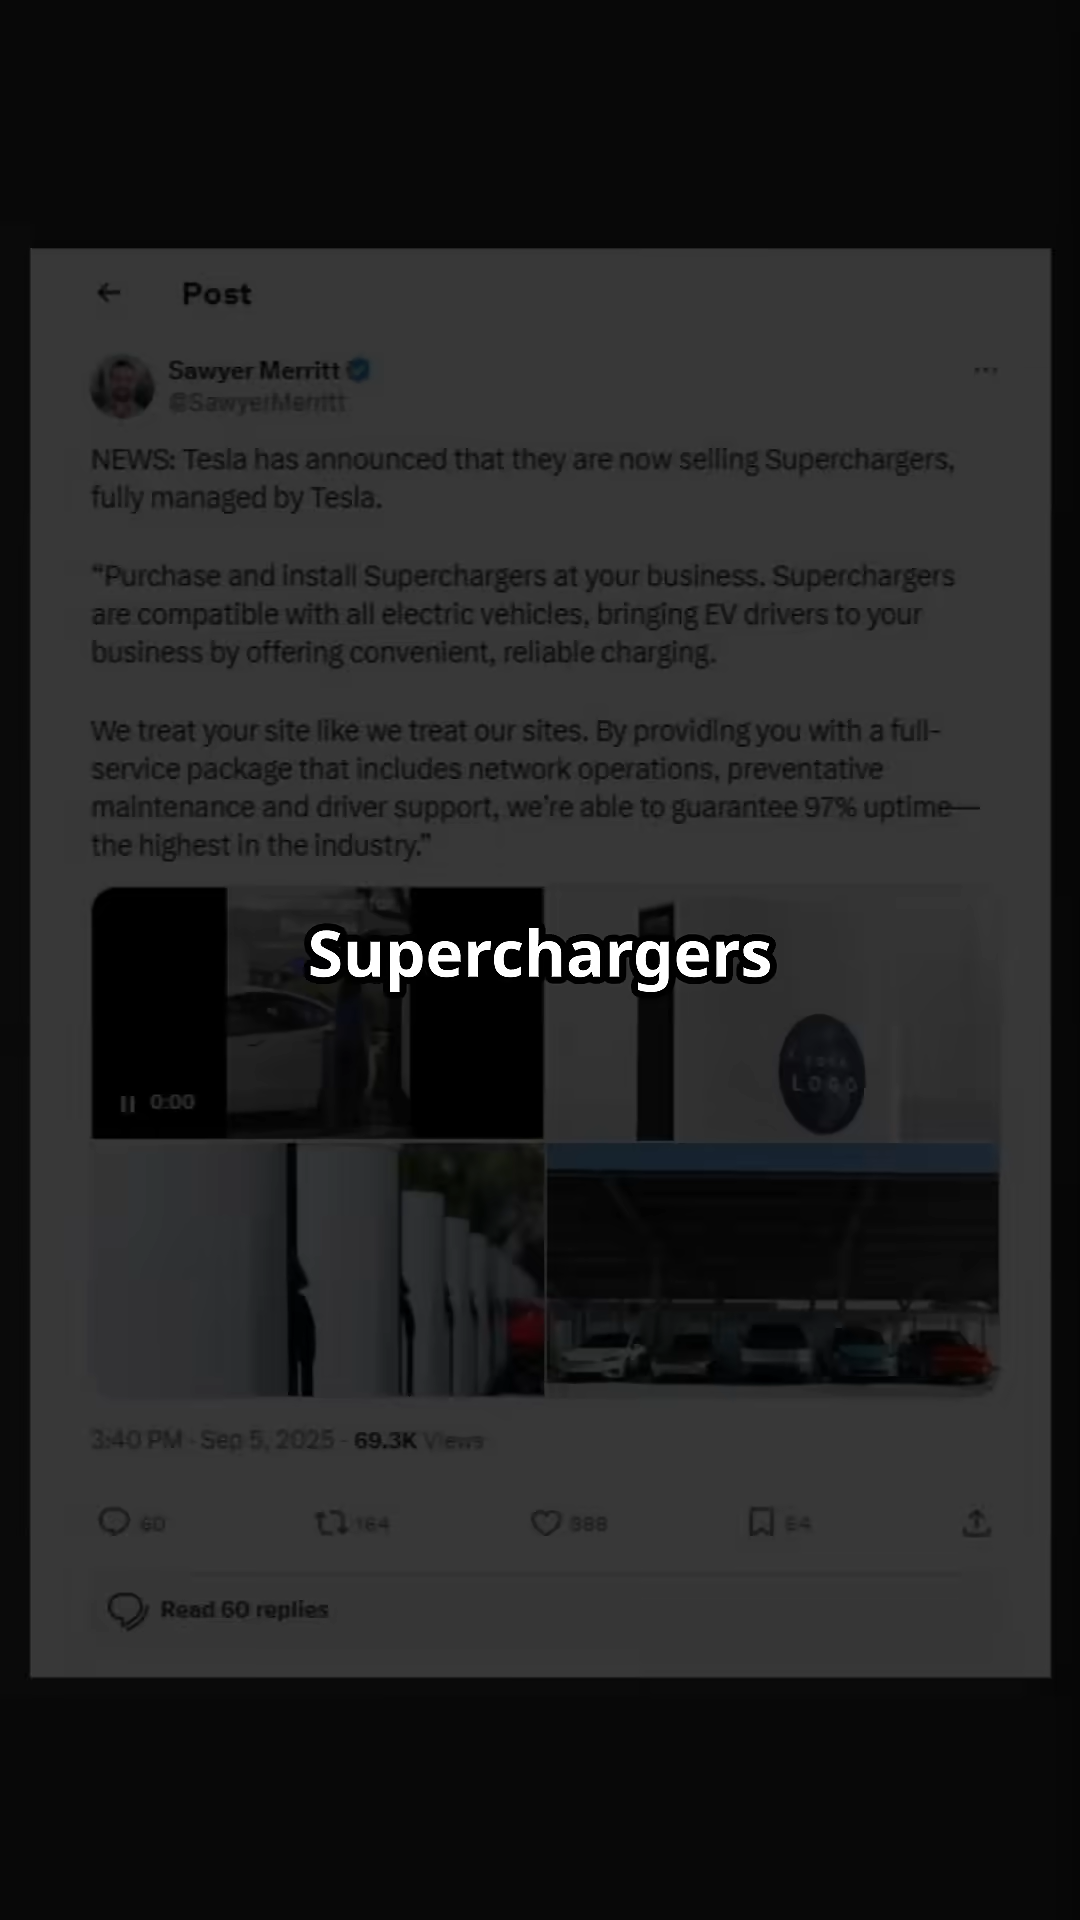 Post
Sawyer Merritt
@SawyerMerritt
NEWS: Tesla has announced that they are now selling Superchargers,
fully managed by Tesla.
“Purchase and install Superchargers at your business. Superchargers
are compatible with all electric vehicles, bringing EV drivers to your
business by offering convenient, reliable charging.
We treat your site like we treat our sites. By providing you with a full-
service package that includes network operations, preventative
maintenance and driver support, we’re able to guarantee 97% uptime—
the highest in the industry.”
Superchargers
LOGO
0:00
3:40 PM · Sep 5, 2025 · 69.3K Views
60 164
Read 60 replies